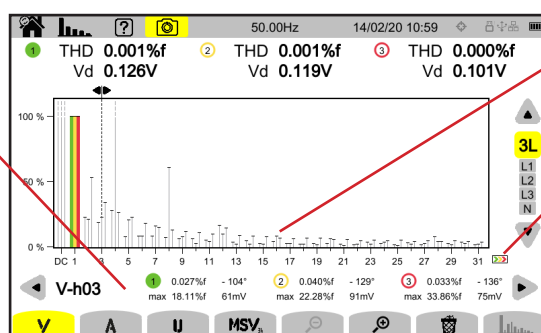 ? 50.00Hz 14/02/20 10:59
1 THD 0.001%f 2 THD 0.001%f 3 THD 0.000%f
Vd 0.126V Vd 0.119V Vd 0.101V
100 %
50 %
0 %
3L
L1
L2
L3
N
DC 1 3 5 7 9 11 13 15 17 19 21 23 25 27 29 31
V-h03 1 0.027%f - 104° 2 0.040%f - 129° 3 0.033%f - 136°
max 18.11%f 61mV max 22.28%f 91mV max 33.86%f 75mV
V A U MSV